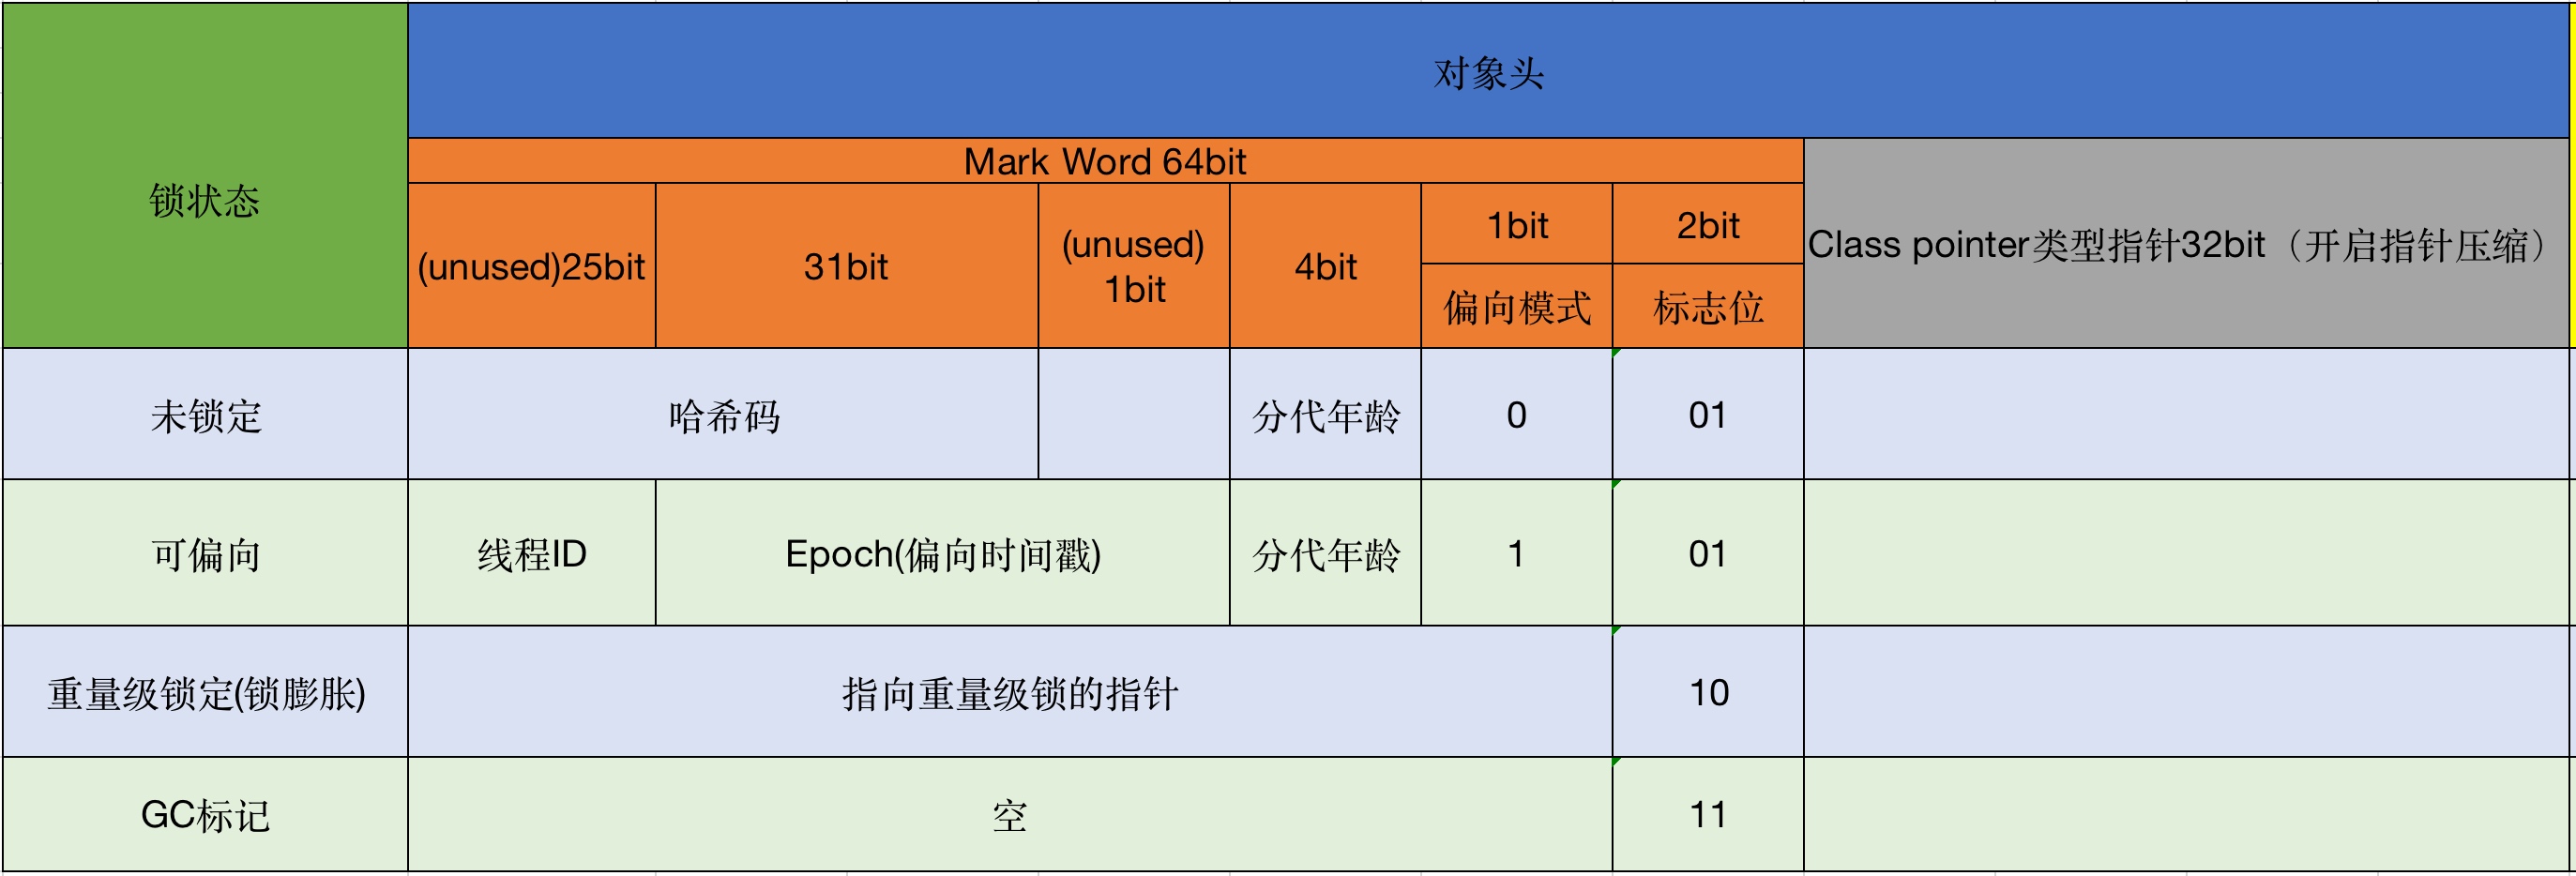 锁状态
对象头
Mark Word 64bit
(unused)25bit
31bit
(unused)
1bit
4bit
1bit
偏向模式
2bit
标志位
Class pointer类型指针32bit（开启指针压缩）
未锁定
哈希码
分代年龄
0
01
可偏向
线程ID
Epoch(偏向时间戳)
分代年龄
1
01
重量级锁定(锁膨胀)
指向重量级锁的指针
10
GC标记
空
11